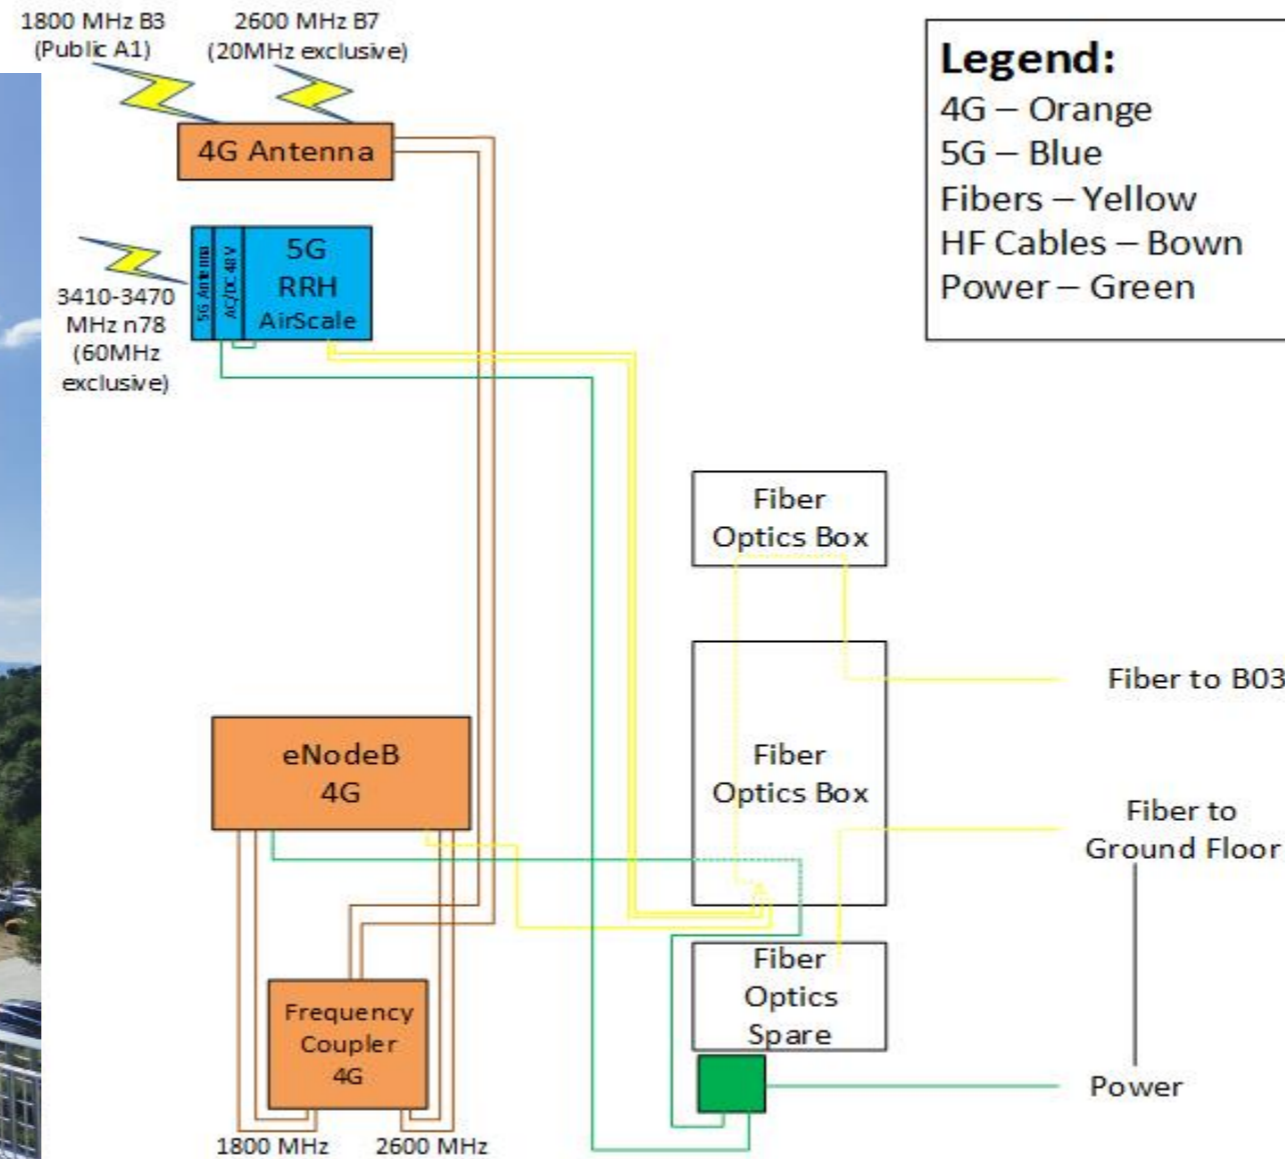 1800 MHz B3
(Public A1)
2600 MHz B7
(20MHz exclusive)
4G Antenna
5G Antenna
AC/DC 48V
5G
RRH
AirScale
3410-3470
MHz n78
(60MHz
exclusive)
Legend:
4G – Orange
5G – Blue
Fibers – Yellow
HF Cables – Bown
Power – Green
Fiber
Optics Box
Fiber
Optics Box
Fiber to B03
eNodeB
4G
Fiber to
Ground Floor
Fiber
Optics
Spare
Frequency
Coupler
4G
Power
1800 MHz
2600 MHz